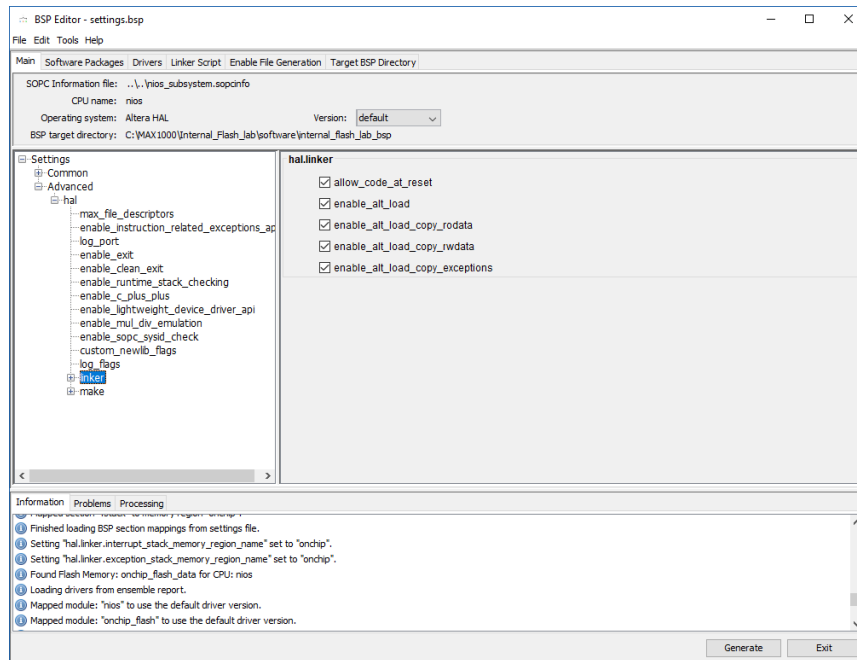 BSP Editor - settings.bsp
File Edit Tools Help
Main Software Packages Drivers Linker Script Enable File Generation Target BSP Directory
SOPC Information file: ..\..\nios_subsystem.sopcinfo
CPU name: nios
Operating system: Altera HAL Version: default
BSP target directory: C:\MAX1000\Internal_Flash_lab\software\internal_flash_lab_bsp
Settings
Common
Advanced
hal
max_file_descriptors
enable_instruction_related_exceptions_ap
log_port
enable_exit
enable_clean_exit
enable_runtime_stack_checking
enable_c_plus_plus
enable_lightweight_device_driver_api
enable_mul_div_emulation
enable_sopc_sysid_check
custom_newlib_flags
log_flags
linker
make
hal.linker
allow_code_at_reset
enable_alt_load
enable_alt_load_copy_rodata
enable_alt_load_copy_rwdata
enable_alt_load_copy_exceptions
Information Problems Processing
Finished loading BSP section mappings from settings file.
Setting "hal.linker.interrupt_stack_memory_region_name" set to "onchip".
Setting "hal.linker.exception_stack_memory_region_name" set to "onchip".
Found Flash Memory: onchip_flash_data for CPU: nios
Loading drivers from ensemble report.
Mapped module: "nios" to use the default driver version.
Mapped module: "onchip_flash" to use the default driver version.
Generate Exit